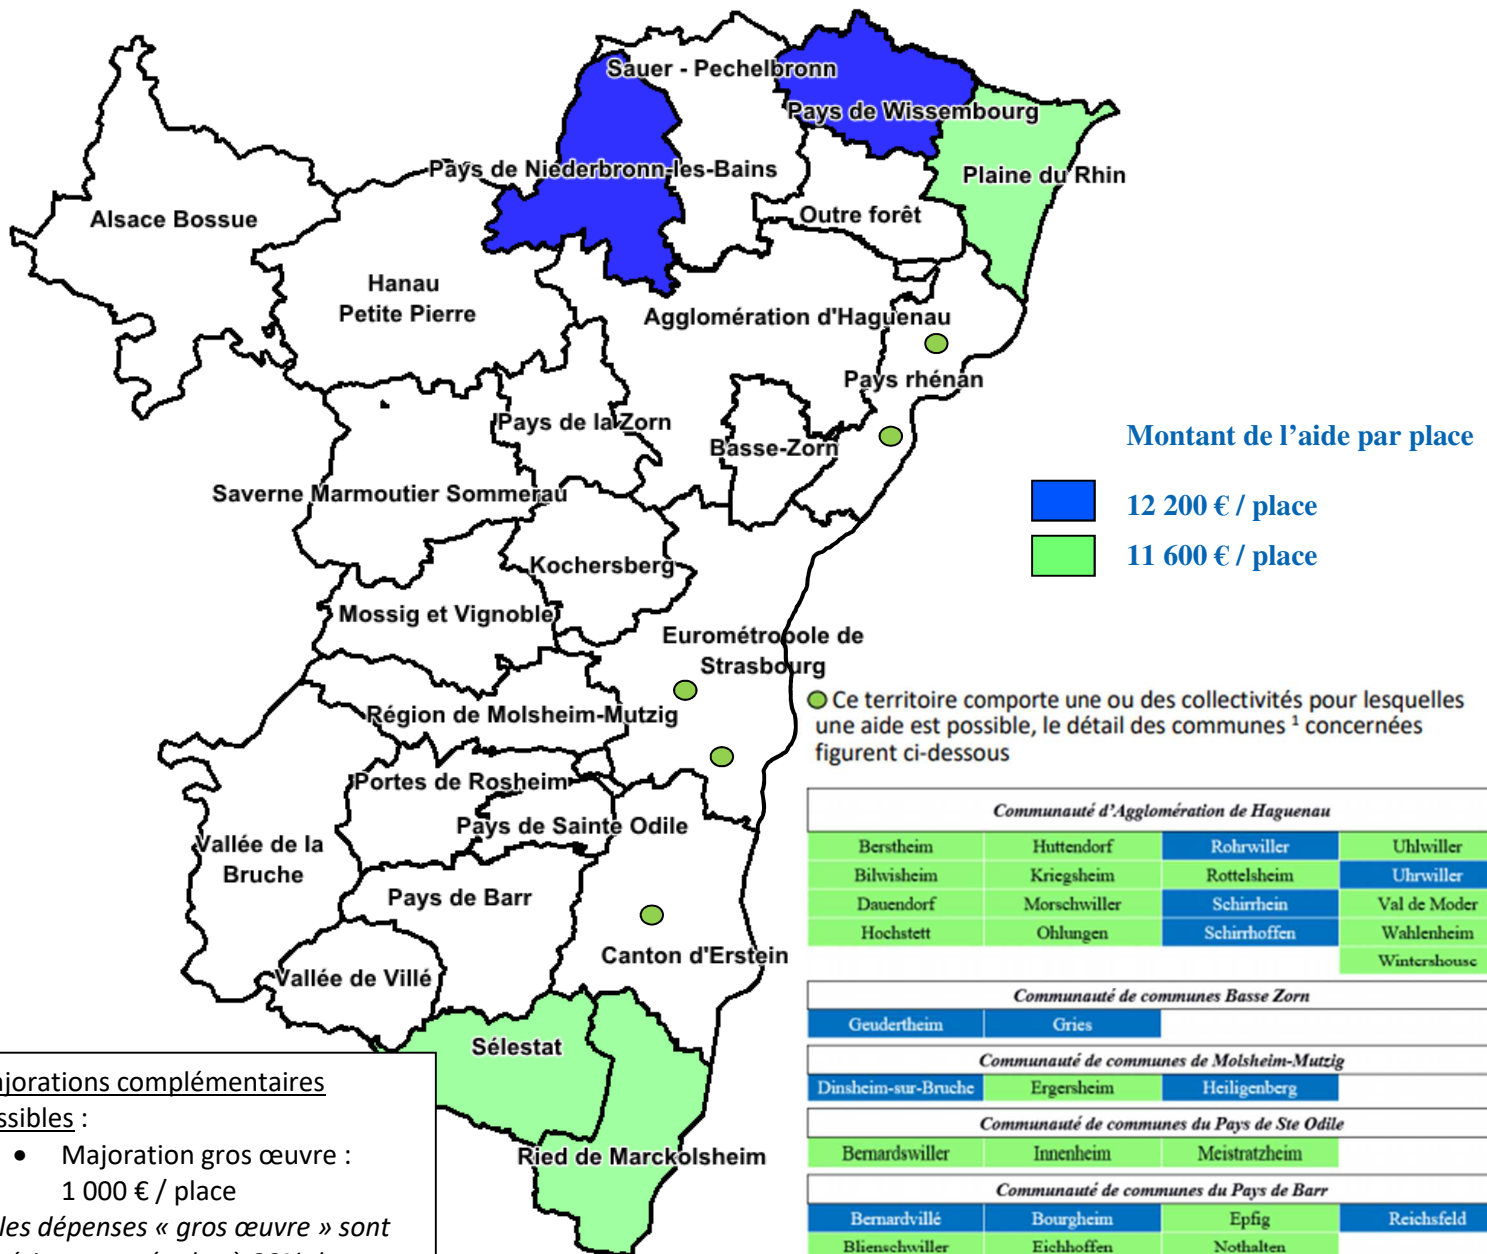 Sauer - Pechelbronn
Pays de Wissembourg
Pays de Niederbronn-les-Bains
Plaine du Rhin
Alsace Bossue
Outre forêt
Hanau
Petite Pierre
Agglomération d'Haguenau
Pays rhénan
Pays de la Zorn
Basse-Zorn
Saverne Marmoutier Sommerau
Kochersberg
Mossig et Vignoble
Eurométropole de
Strasbourg
Région de Molsheim-Mutzig
Portes de Rosheim
Pays de Sainte Odile
Vallée de la
Bruche
Pays de Barr
Canton d'Erstein
Vallée de Villé
Sélestat
Ried de Marckolsheim
Montant de l'aide par place
12 200 € / place
11 600 € / place
Ce territoire comporte une ou des collectivités pour lesquelles
une aide est possible, le détail des communes ¹ concernées
figurent ci-dessous
Communauté d'Agglomération de Haguenau
Berstheim Huttendorf Rohrwiller Uhlwiller
Bilwisheim Kriegsheim Rottelsheim Uhrwiller
Dauendorf Morschwiller Schirrhein Val de Moder
Hochstett Ohlungen Schirrhoffen Wahlenheim
Wintershouse
Communauté de communes Basse Zorn
Geudertheim Gries
Communauté de communes de Molsheim-Mutzig
Dinsheim-sur-Bruche Ergersheim Heiligenberg
Communauté de communes du Pays de Ste Odile
Bernardswiller Innenheim Meistratzheim
Communauté de communes du Pays de Barr
Bernardvillé Bourgheim Epfig Reichsfeld
Blienschwiller Eichhoffen Nothalten
ajorations complémentaires
ssibles :
• Majoration gros œuvre :
1 000 € / place
les dépenses « gros œuvre » sont